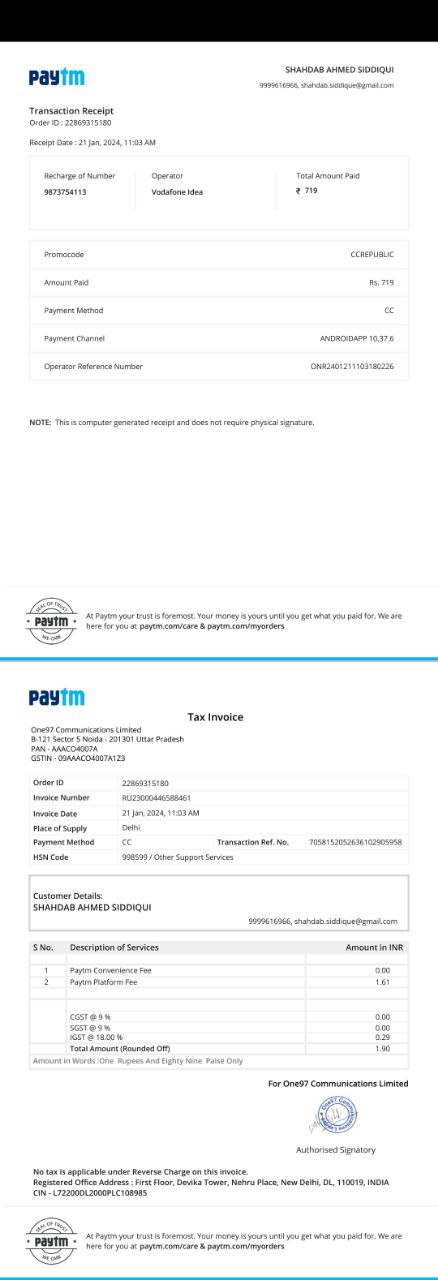 paytm
SHAHDAB AHMED SIDDIQUI
9999616966, shahdab.siddique@gmail.com
Transaction Receipt
Order ID : 22869315180
Receipt Date : 21 Jan, 2024, 11:03 AM
Recharge of Number Operator Total Amount Paid
9873754113 Vodafone Idea ₹ 719
Promocode CCREPUBLIC
Amount Paid Rs. 719
Payment Method CC
Payment Channel ANDROIDAPP 10.37.6
Operator Reference Number ONR2401211103180226
NOTE: This is computer generated receipt and does not require physical signature.
SEAL OF TRUST
paytm
WE CARE
At Paytm your trust is foremost. Your money is yours until you get what you paid for. We are
here for you at paytm.com/care & paytm.com/myorders
paytm
Tax Invoice
One97 Communications Limited
B-121 Sector 5 Noida - 201301 Uttar Pradesh
PAN - AAACO4007A
GSTIN - 09AAACO4007A1Z3
Order ID 22869315180
Invoice Number RU23000446588461
Invoice Date 21 Jan, 2024, 11:03 AM
Place of Supply Delhi
Payment Method CC Transaction Ref. No. 7058152052636102905958
HSN Code 998599 / Other Support Services
Customer Details:
SHAHDAB AHMED SIDDIQUI
9999616966, shahdab.siddique@gmail.com
S No. Description of Services Amount in INR
1 Paytm Convenience Fee 0.00
2 Paytm Platform Fee 1.61
CGST @ 9 % 0.00
SGST @ 9 % 0.00
IGST @ 18.00 % 0.29
Total Amount (Rounded Off) 1.90
Amount in Words :One Rupees And Eighty Nine Paise Only
For One97 Communications Limited
Authorised Signatory
No tax is applicable under Reverse Charge on this invoice.
Registered Office Address : First Floor, Devika Tower, Nehru Place, New Delhi, DL, 110019, INDIA
CIN - L72200DL2000PLC108985
SEAL OF TRUST
paytm
WE CARE
At Paytm your trust is foremost. Your money is yours until you get what you paid for. We are
here for you at paytm.com/care & paytm.com/myorders